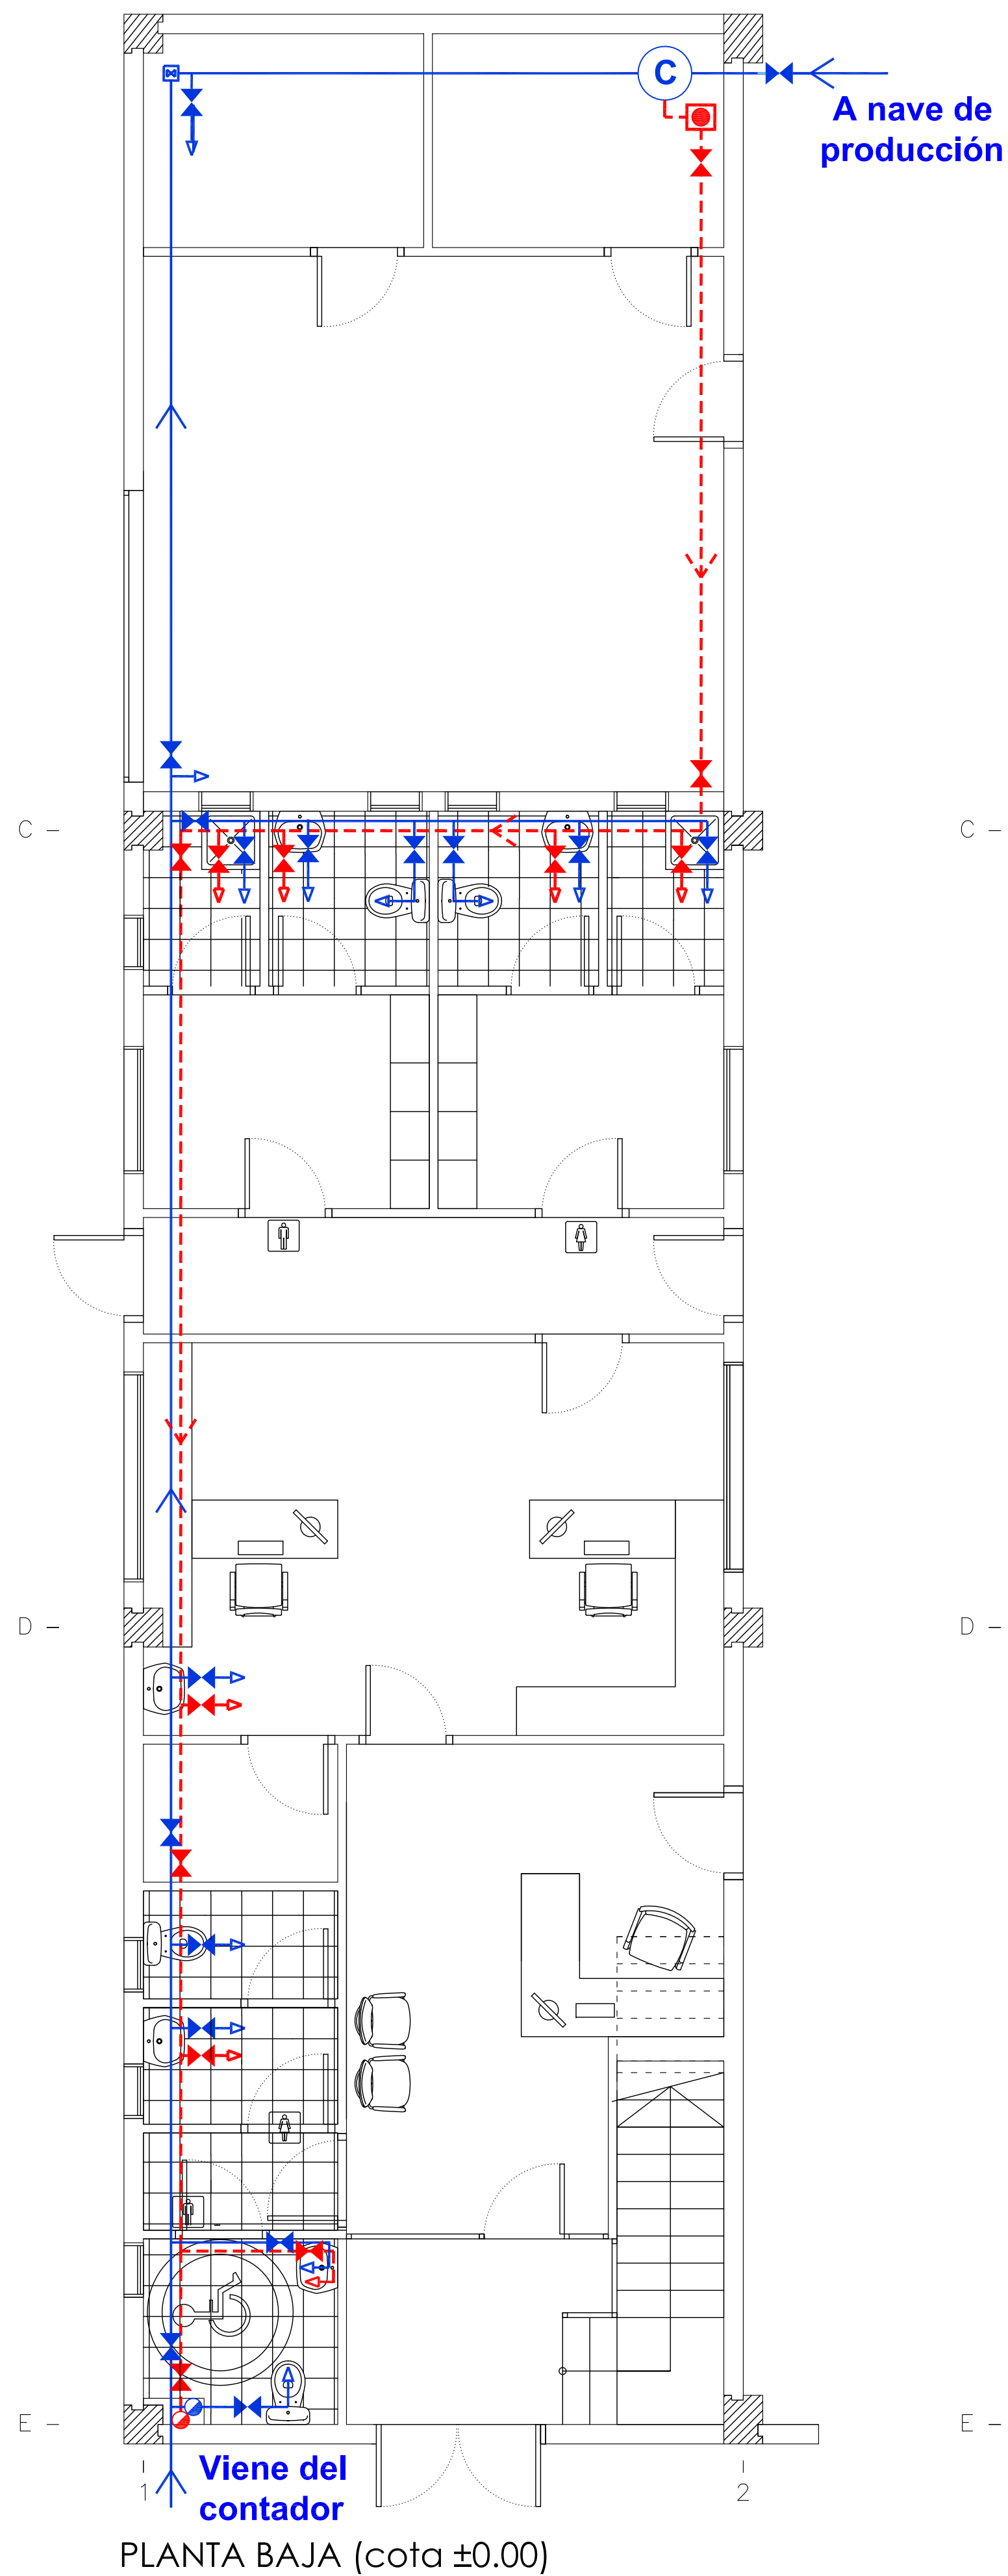 C
A nave de
producción
C
C
D
D
E
E
Viene del
contador
1
2
PLANTA BAJA (cota ±0.00)